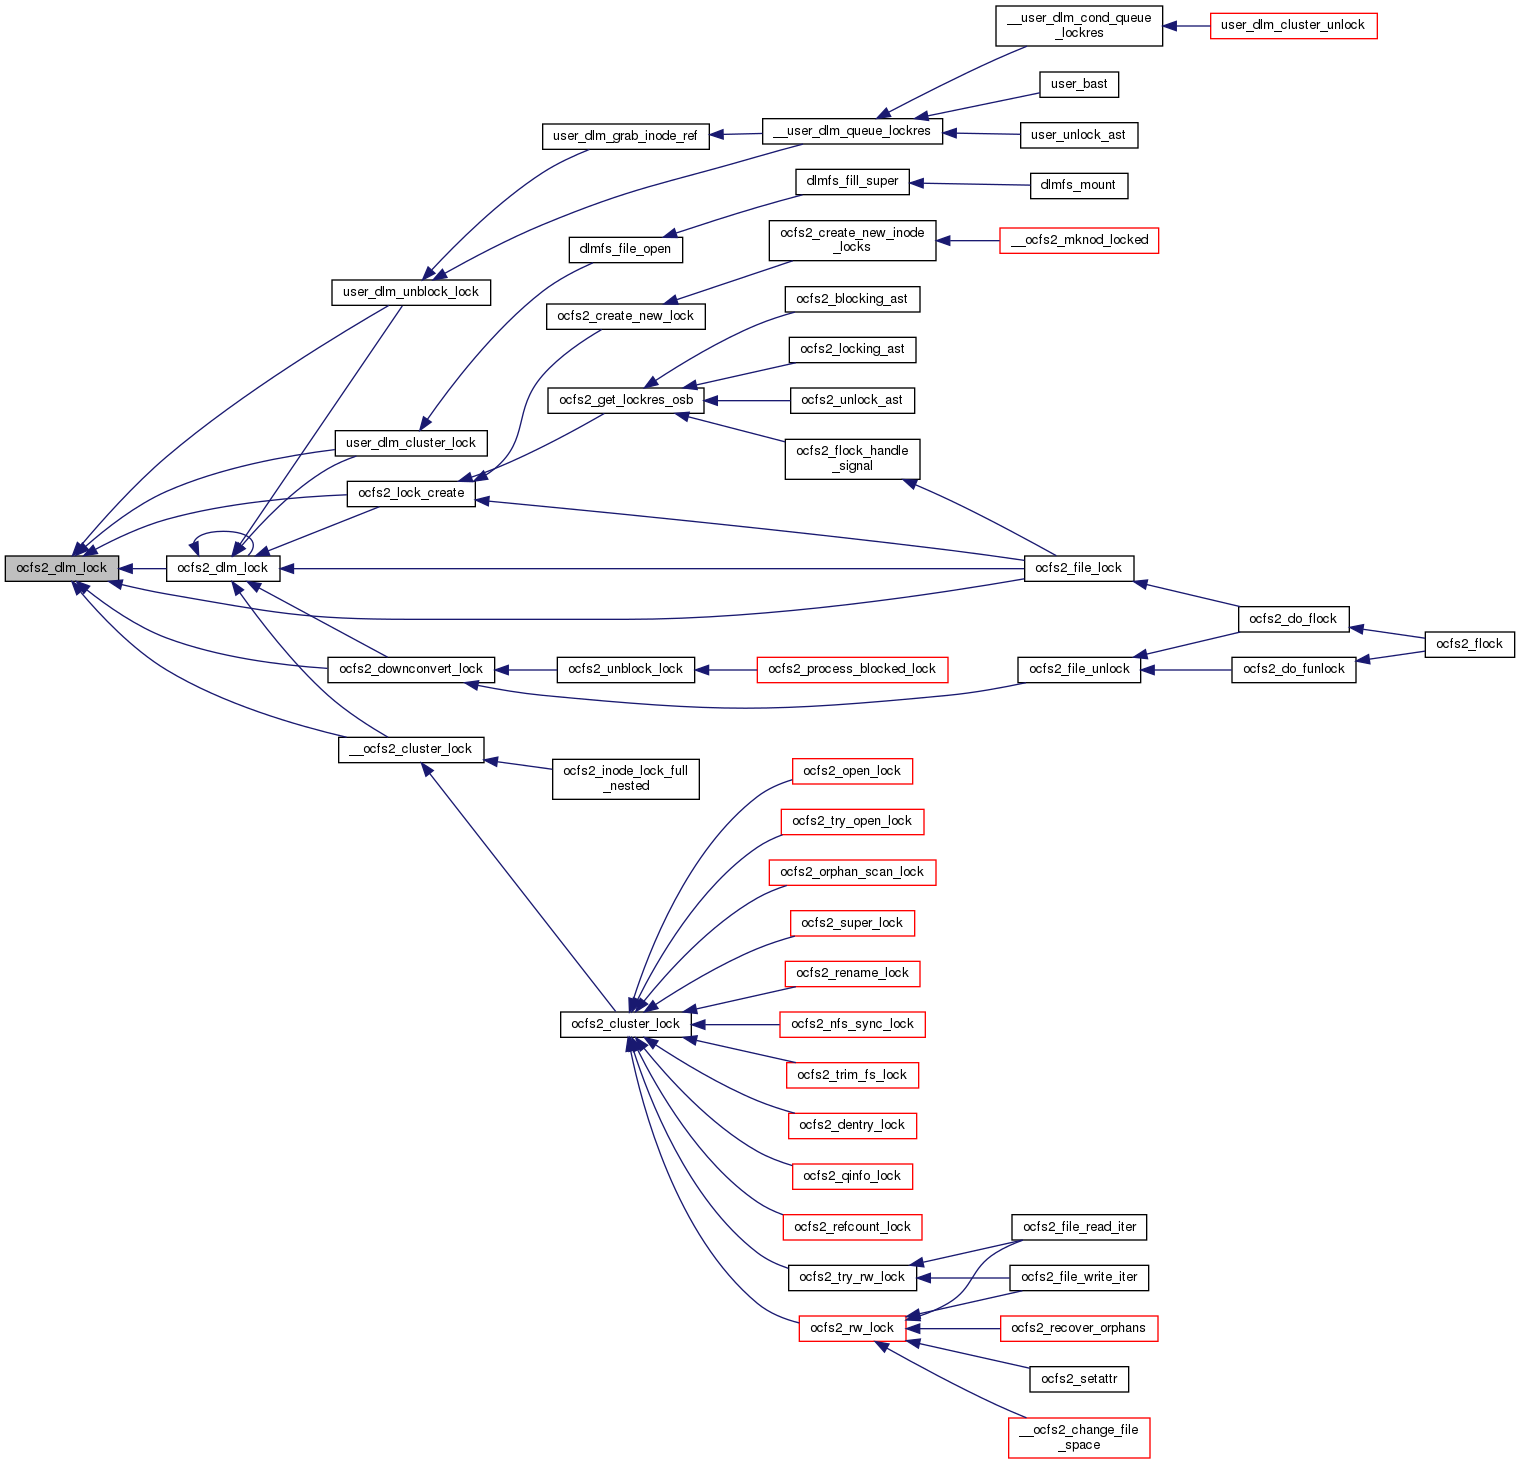 __user_dlm_cond_queue
_lockres
user_dlm_cluster_unlock
user_bast
user_dlm_grab_inode_ref
__user_dlm_queue_lockres
user_unlock_ast
dlmfs_fill_super
dlmfs_mount
ocfs2_create_new_inode
_locks
__ocfs2_mknod_locked
dlmfs_file_open
user_dlm_unblock_lock
ocfs2_blocking_ast
ocfs2_create_new_lock
ocfs2_locking_ast
ocfs2_get_lockres_osb
ocfs2_unlock_ast
user_dlm_cluster_lock
ocfs2_flock_handle
_signal
ocfs2_lock_create
ocfs2_dlm_lock
ocfs2_dlm_lock
ocfs2_file_lock
ocfs2_do_flock
ocfs2_flock
ocfs2_downconvert_lock
ocfs2_unblock_lock
ocfs2_process_blocked_lock
ocfs2_file_unlock
ocfs2_do_funlock
__ocfs2_cluster_lock
ocfs2_inode_lock_full
_nested
ocfs2_open_lock
ocfs2_try_open_lock
ocfs2_orphan_scan_lock
ocfs2_super_lock
ocfs2_rename_lock
ocfs2_cluster_lock
ocfs2_nfs_sync_lock
ocfs2_trim_fs_lock
ocfs2_dentry_lock
ocfs2_qinfo_lock
ocfs2_refcount_lock
ocfs2_file_read_iter
ocfs2_try_rw_lock
ocfs2_file_write_iter
ocfs2_rw_lock
ocfs2_recover_orphans
ocfs2_setattr
__ocfs2_change_file
_space